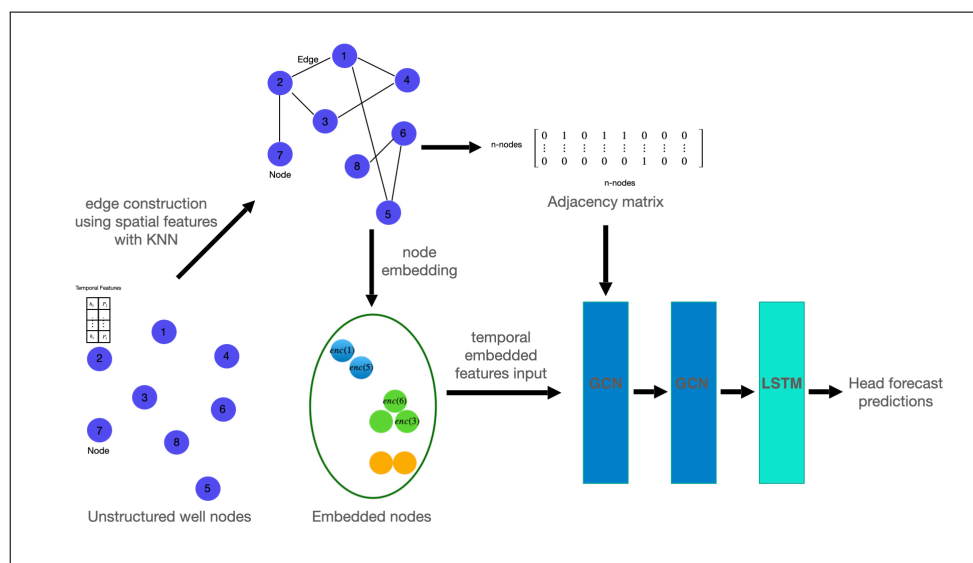 Edge
1
2
4
3
6
7
8
Node
5
n-nodes
0 1 0 1 1 0 0 0
⋮ ⋮ ⋮ ⋮ ⋮ ⋮ ⋮ ⋮
0 0 0 0 1 0 0
n-nodes
Adjacency matrix
edge construction
using spatial features
with KNN
node
embedding
Temporal Features
1
2
4
3
6
7
8
Node
5
Unstructured well nodes
enc(1)
enc(5)
enc(6)
enc(3)
Embedded nodes
temporal
embedded
features input
GCN
GCN
LSTM
Head forecast
predictions